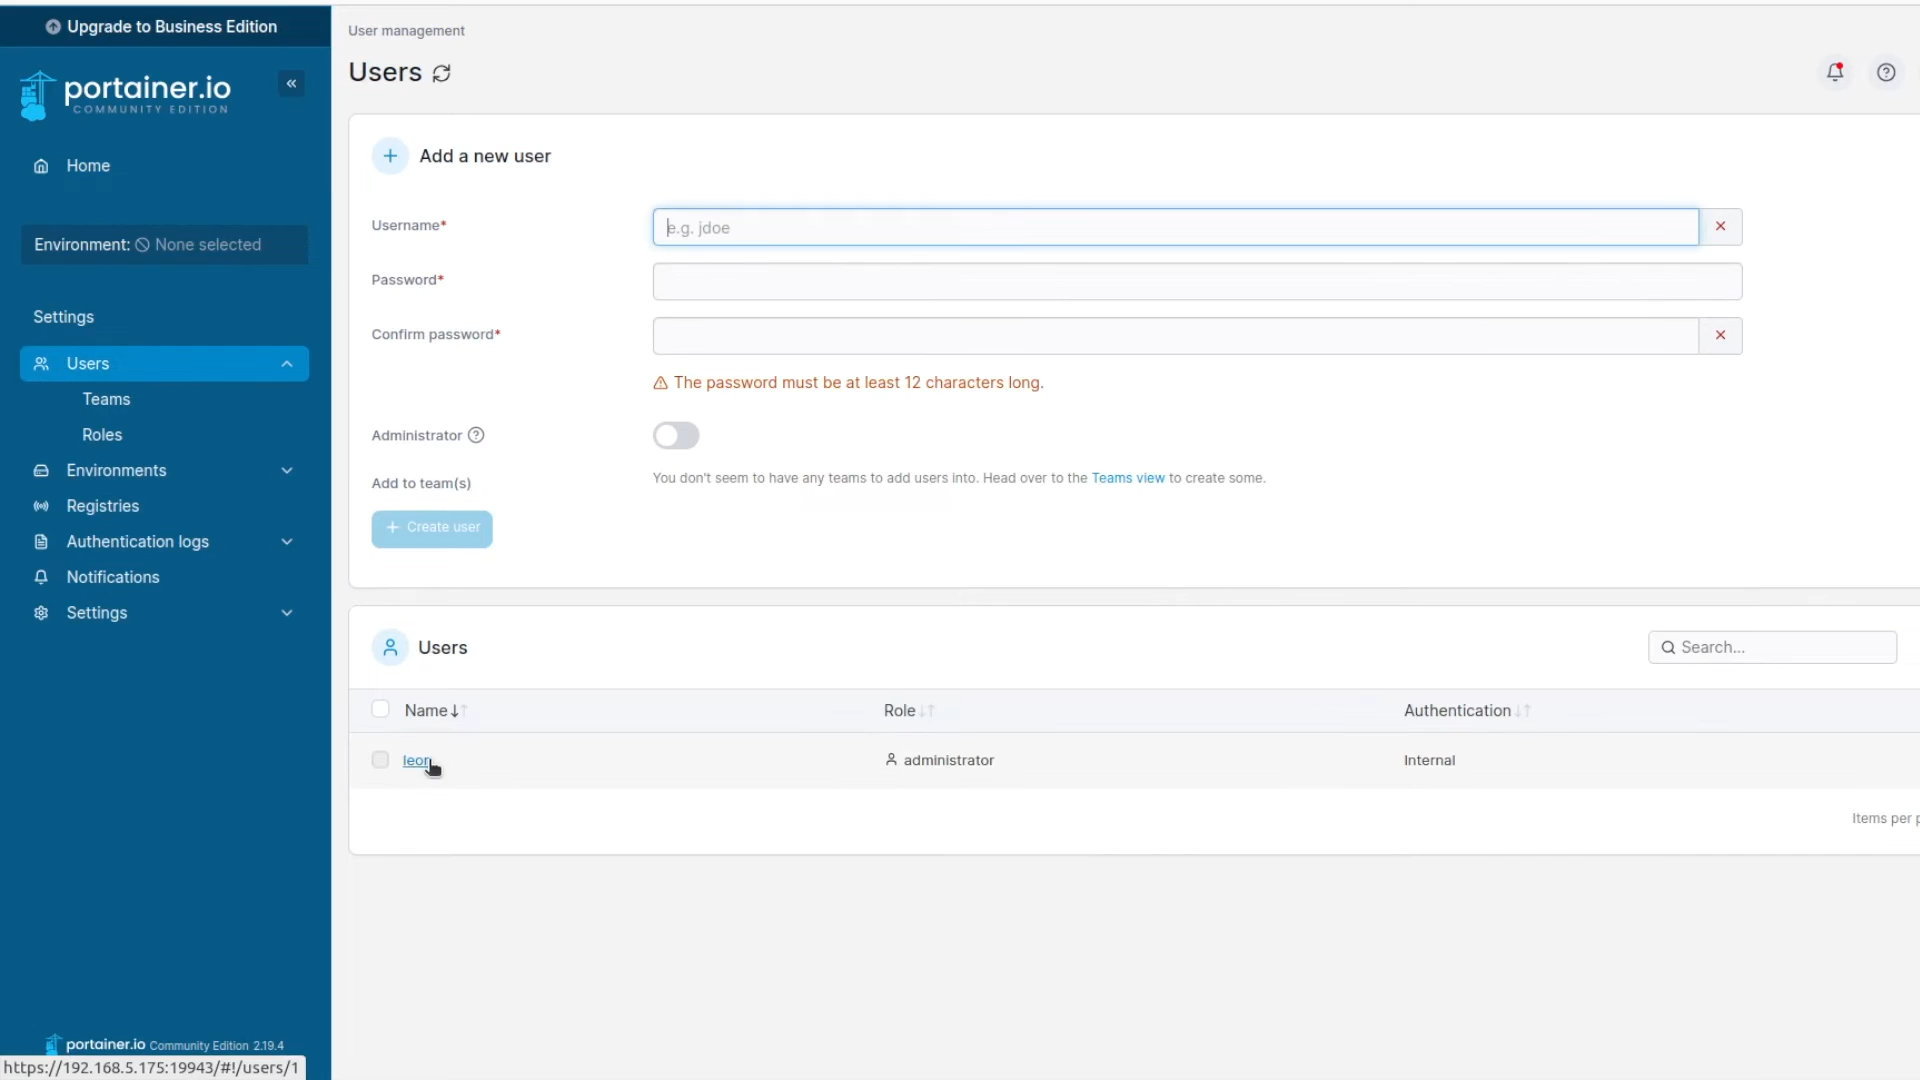 Upgrade to Business Edition
portainer.io
COMMUNITY EDITION
«
Home
Environment: None selected
Settings
Users
Teams
Roles
Environments
Registries
Authentication logs
Notifications
Settings
portainer.io Community Edition 2.19.4
https://192.168.5.175:19943/#!/users/1
User management
Users
Add a new user
Username*
e.g. jdoe
Password*
Confirm password*
The password must be at least 12 characters long.
Administrator
Add to team(s)
You don't seem to have any teams to add users into. Head over to the Teams view to create some.
+ Create user
Users
Search...
Name Role Authentication
administrator Internal
Items per